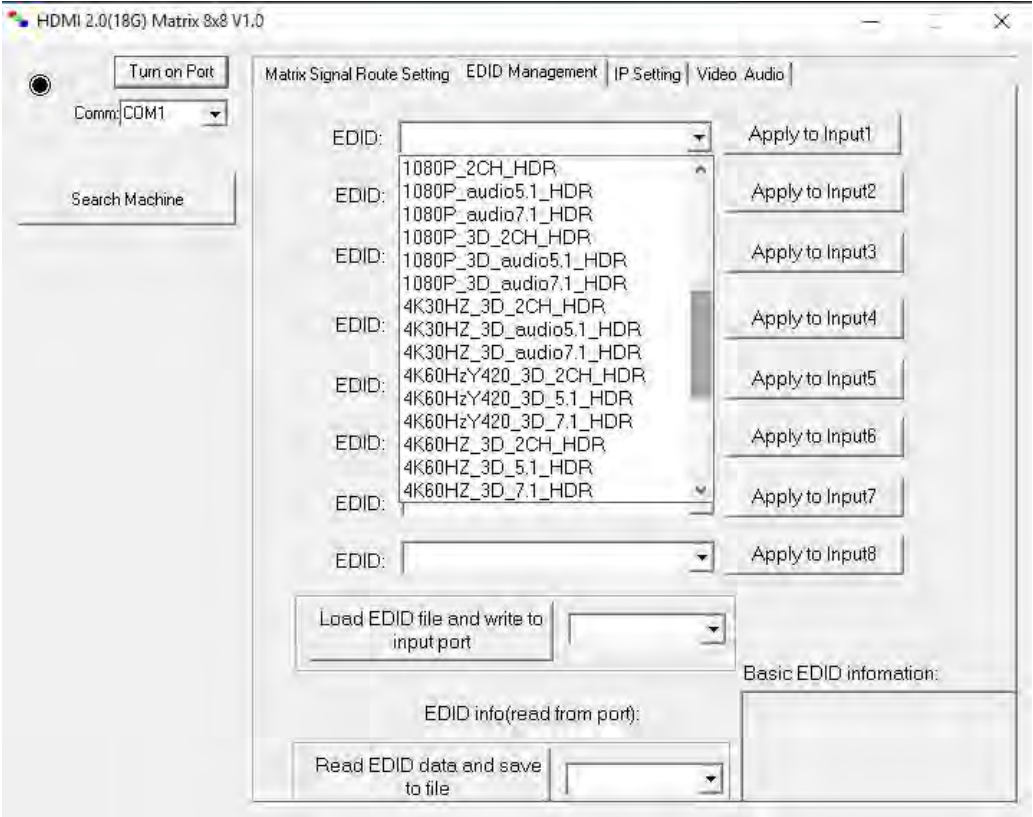 HDMI 2.0(18G) Matrix 8x8 V1.0
Turn on Port
Comm: COM1
Search Machine
Matrix Signal Route Setting EDID Management IP Setting Video Audio
EDID: Apply to Input1
1080P_2CH_HDR
1080P_audio5.1_HDR
EDID: Apply to Input2
1080P_audio7.1_HDR
1080P_3D_2CH_HDR
EDID: Apply to Input3
1080P_3D_audio5.1_HDR
1080P_3D_audio7.1_HDR
4K30HZ_3D_2CH_HDR
EDID: Apply to Input4
4K30HZ_3D_audio5.1_HDR
4K30HZ_3D_audio7.1_HDR
4K60HzY420_3D_2CH_HDR
EDID: Apply to Input5
4K60HzY420_3D_5.1_HDR
4K60HzY420_3D_7.1_HDR
EDID: Apply to Input6
4K60HZ_3D_2CH_HDR
4K60HZ_3D_5.1_HDR
4K60HZ_3D_7.1_HDR
EDID: Apply to Input7
EDID: Apply to Input8
Load EDID file and write to
input port
Basic EDID infomation:
EDID info(read from port):
Read EDID data and save
to file